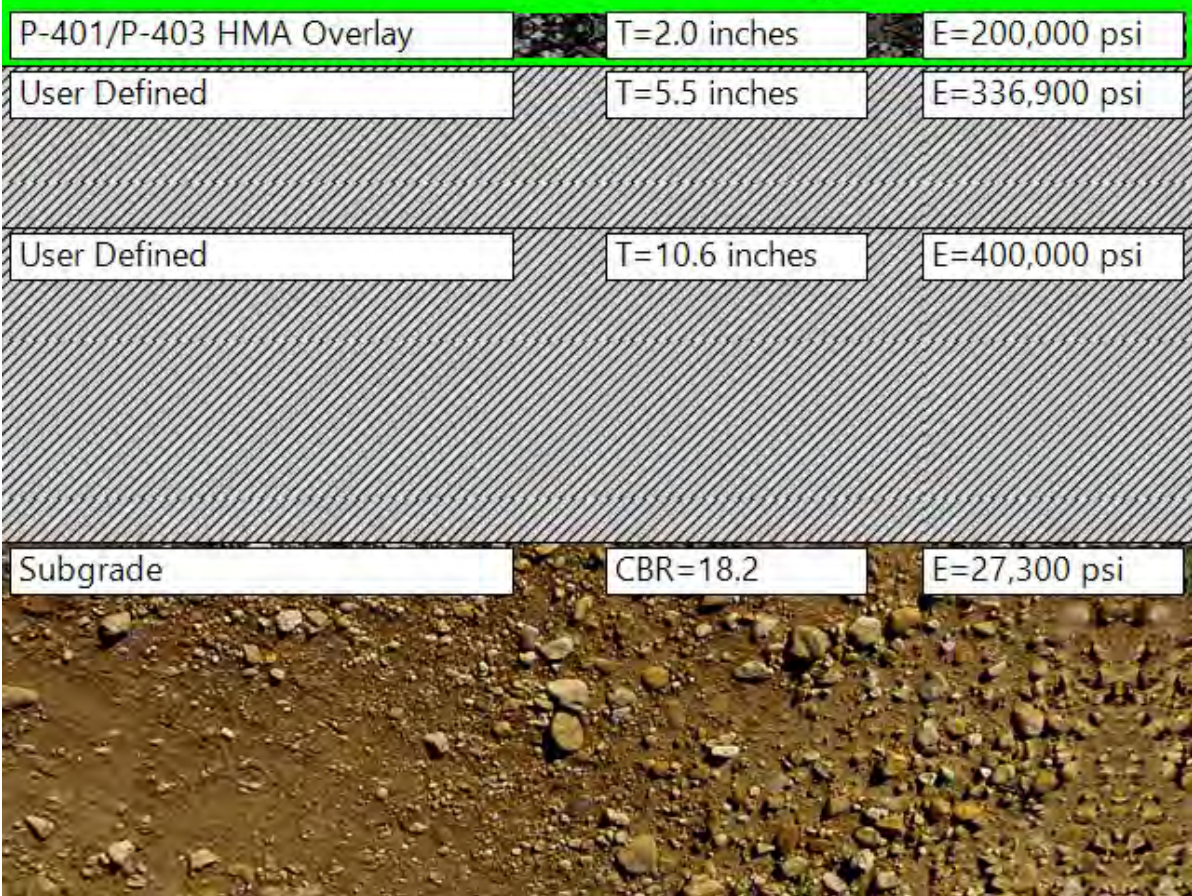 P-401/P-403 HMA Overlay T=2.0 inches E=200,000 psi
User Defined T=5.5 inches E=336,900 psi
User Defined T=10.6 inches E=400,000 psi
Subgrade CBR=18.2 E=27,300 psi